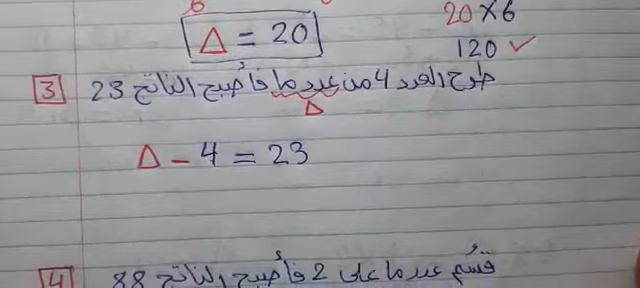 20×6
Δ = 20
120 ✓
3 طرح العدد 4 من عدد ما فأصبح الناتج 23
Δ
Δ - 4 = 23
4 قُسّم عدد ما على 2 فأصبح الناتج 88